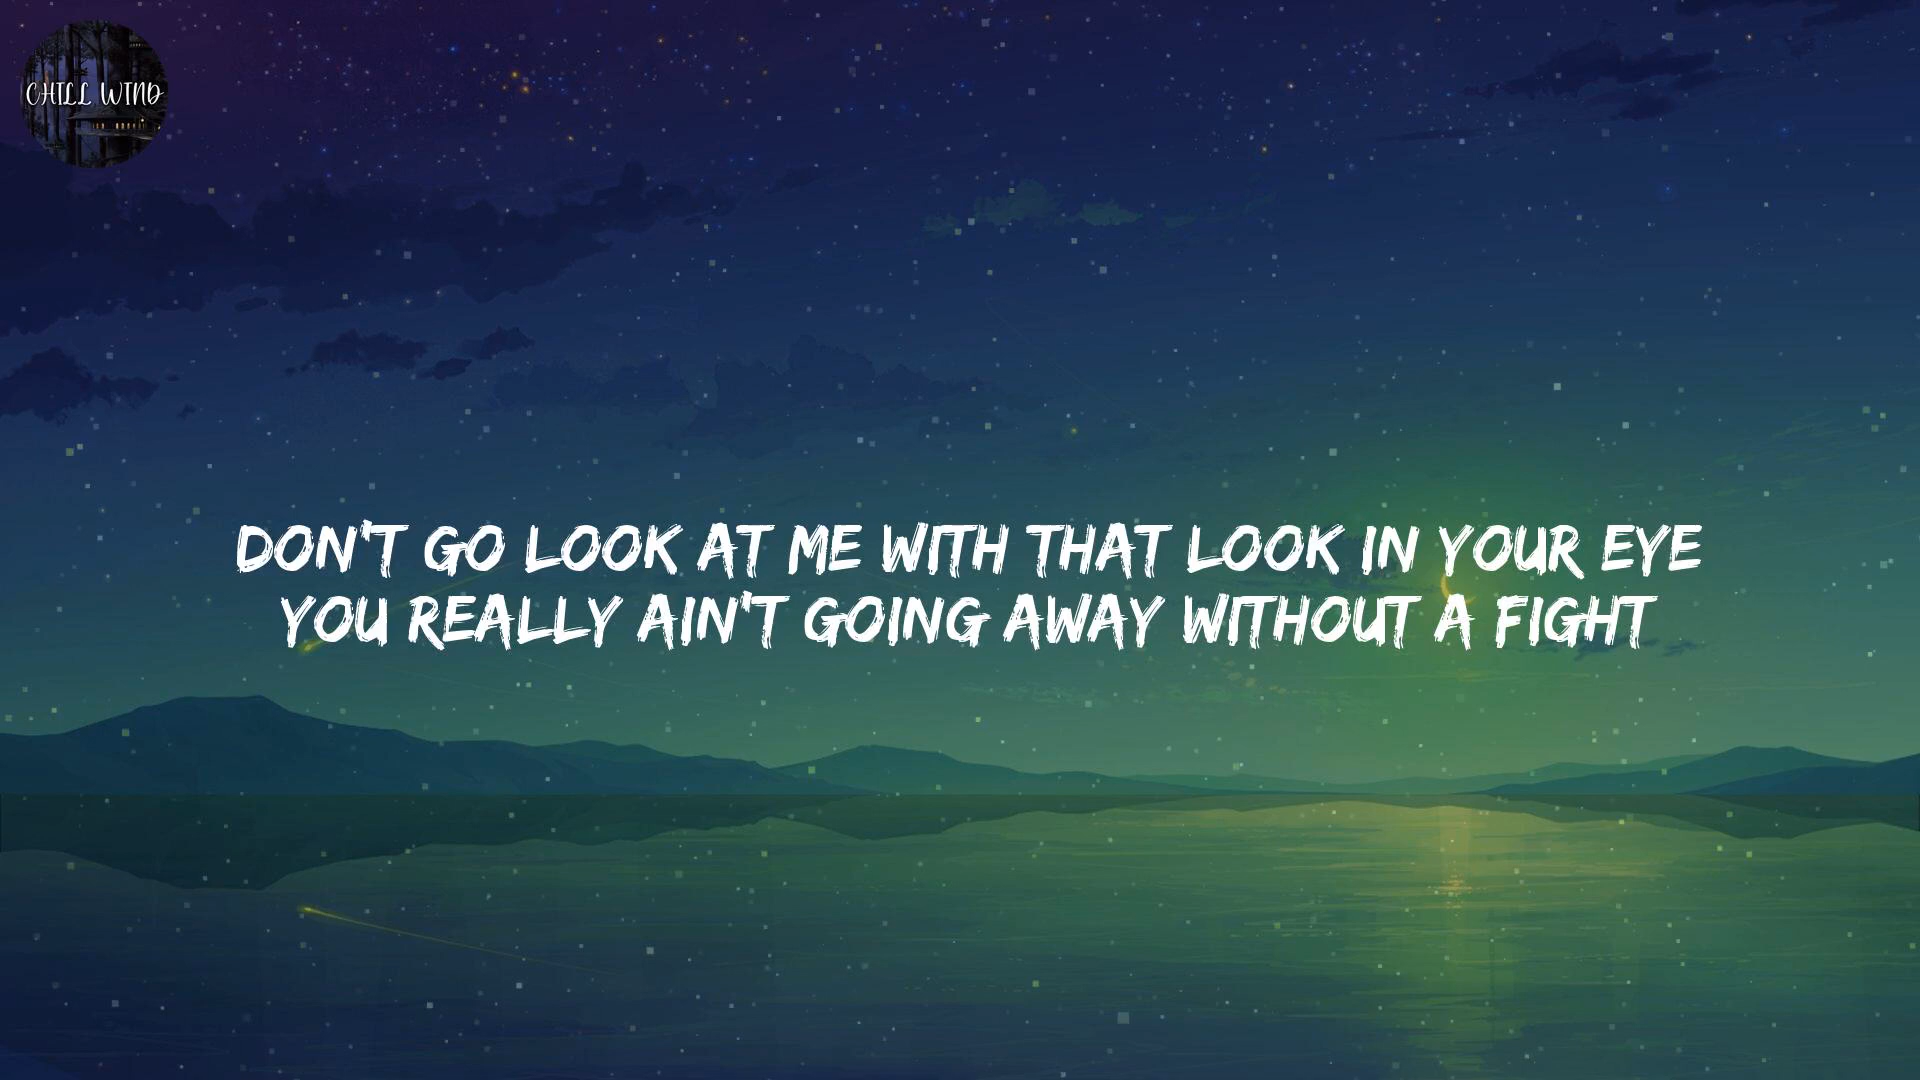 CHILL WIND
DON'T GO LOOK AT ME WITH THAT LOOK IN YOUR EYE
YOU REALLY AIN'T GOING AWAY WITHOUT A FIGHT